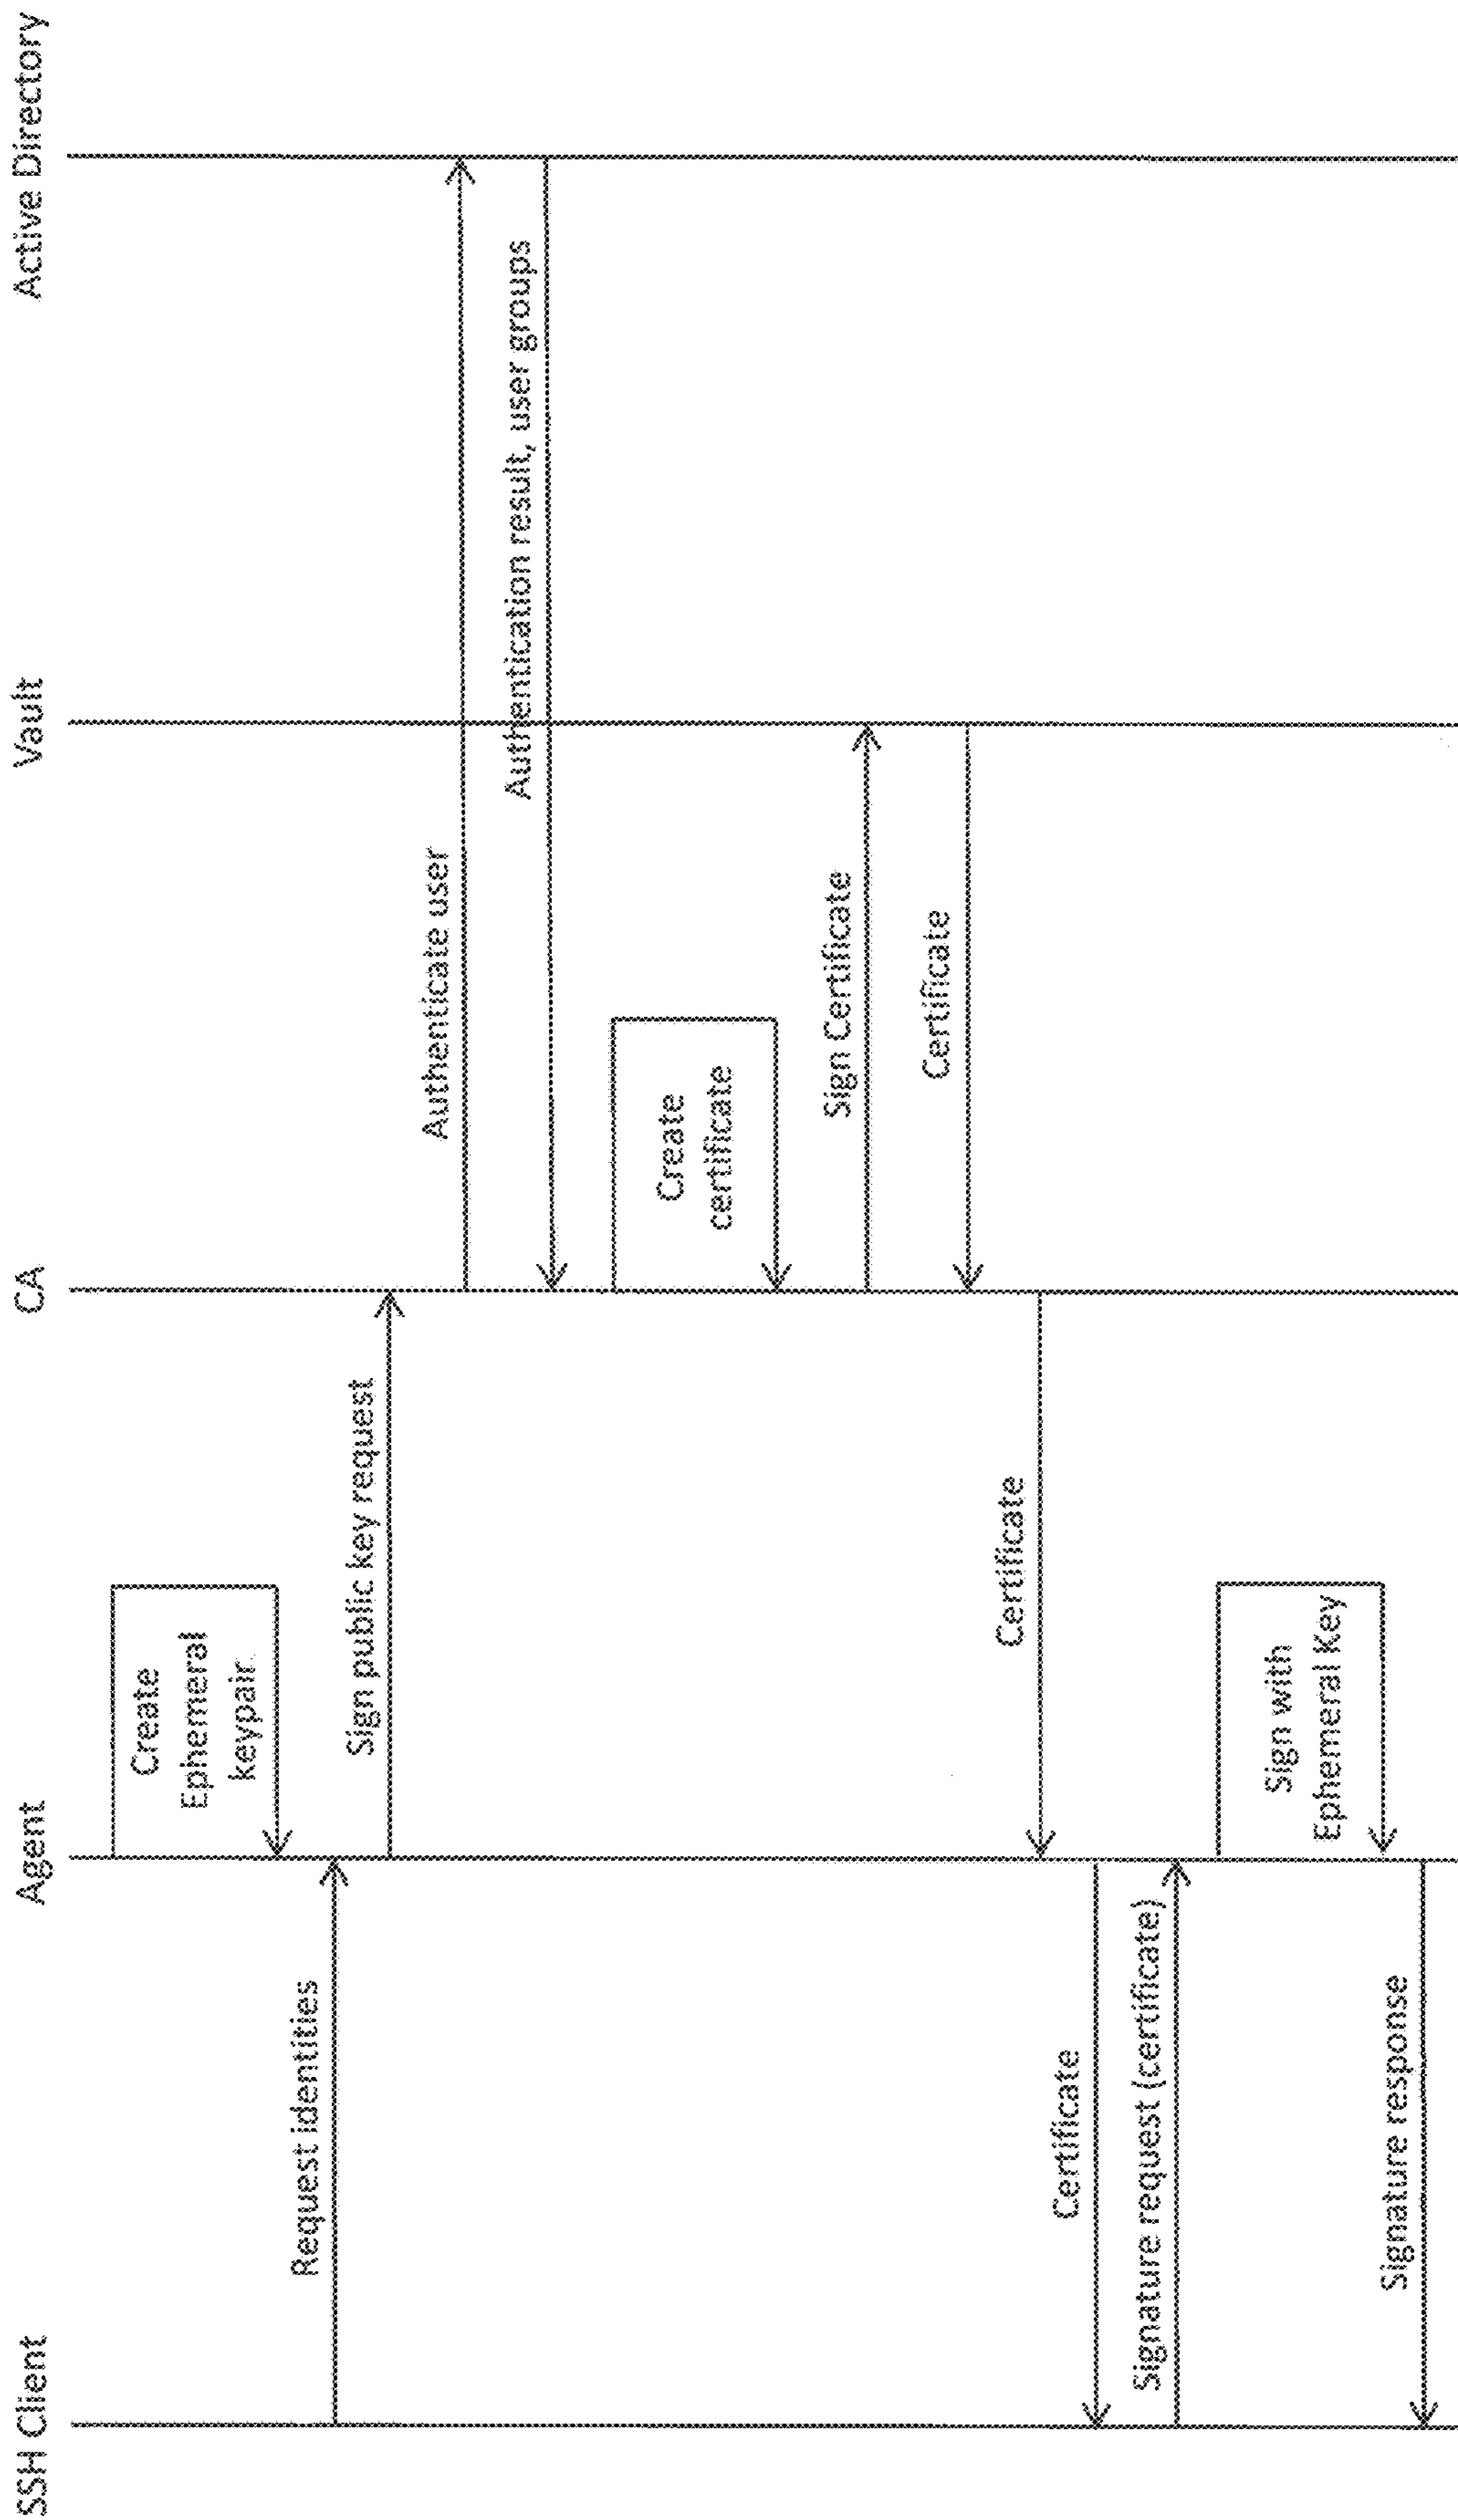 SSH Client
Agent
CA
Vault
Active Directory
Create
Ephemeral
keypair.
Request identities
Sign public key request
Authenticate user
Authentication result, user groups
Create
certificate
Sign Certificate
Certificate
Certificate
Certificate
Signature request (certificate)
Sign with
Ephemeral Key
Signature response